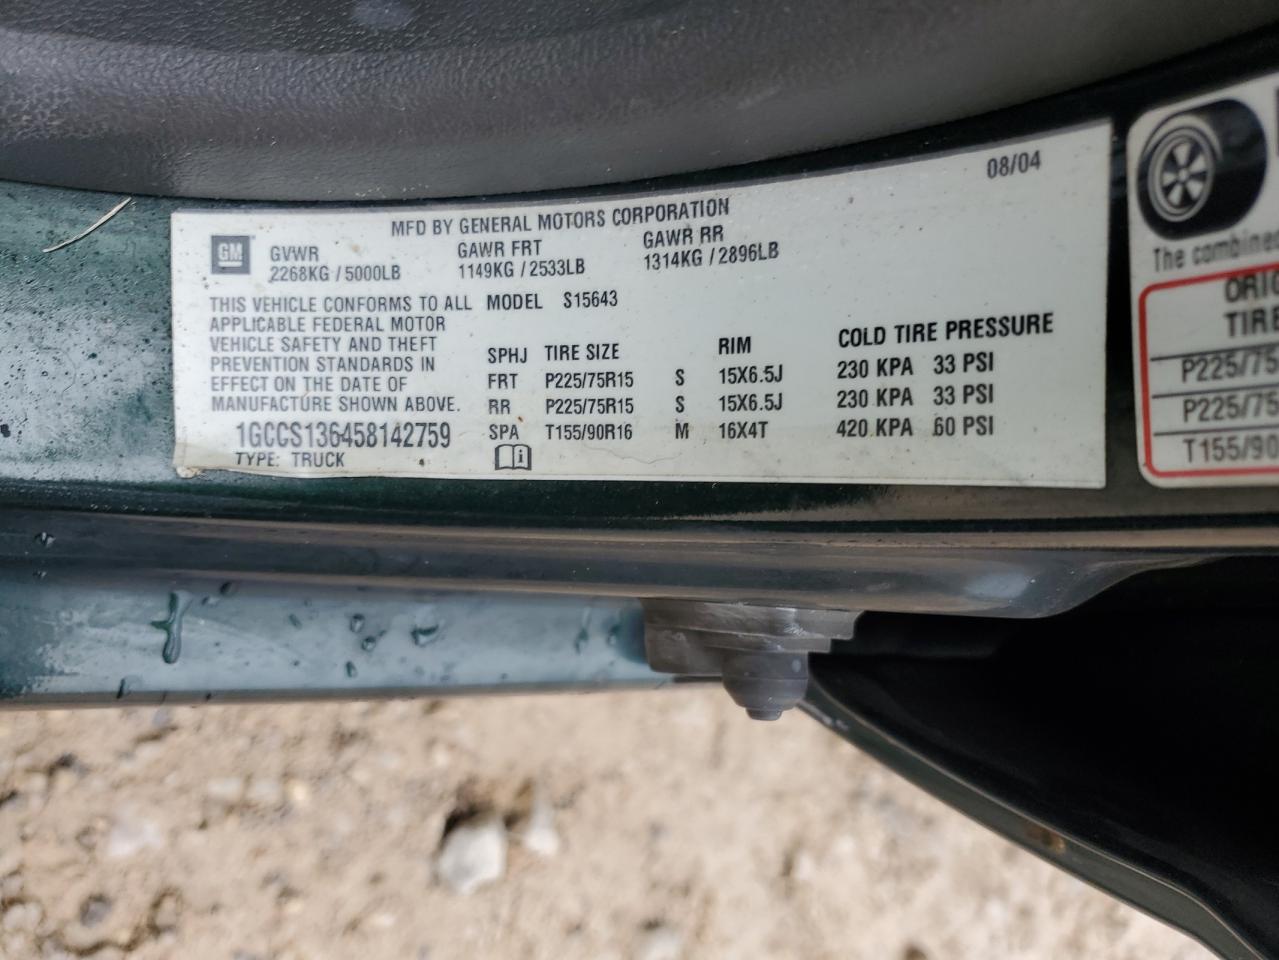 08/04
MFD BY GENERAL MOTORS CORPORATION
GM GVWR GAWR FRT GAWR RR
2268KG / 5000LB 1149KG / 2533LB 1314KG / 2896LB
THIS VEHICLE CONFORMS TO ALL MODEL S15643
APPLICABLE FEDERAL MOTOR
VEHICLE SAFETY AND THEFT
PREVENTION STANDARDS IN
EFFECT ON THE DATE OF
MANUFACTURE SHOWN ABOVE.
SPHJ TIRE SIZE RIM COLD TIRE PRESSURE
FRT P225/75R15 S 15X6.5J 230 KPA 33 PSI
RR P225/75R15 S 15X6.5J 230 KPA 33 PSI
SPA T155/90R16 M 16X4T 420 KPA 60 PSI
1GCCS136458142759
TYPE: TRUCK
The combine
ORIG
TIRE
P225/75
P225/75
T155/90